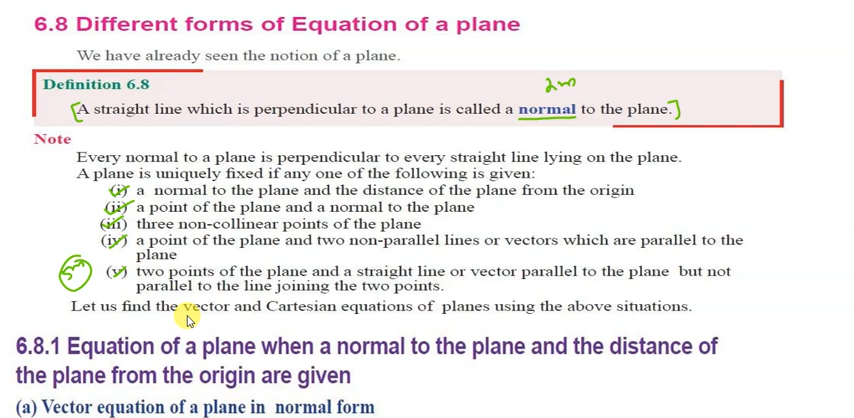 6.8 Different forms of Equation of a plane
We have already seen the notion of a plane.
2m
Definition 6.8
A straight line which is perpendicular to a plane is called a normal to the plane.
Note
Every normal to a plane is perpendicular to every straight line lying on the plane.
A plane is uniquely fixed if any one of the following is given:
(i) a normal to the plane and the distance of the plane from the origin
(ii) a point of the plane and a normal to the plane
(iii) three non-collinear points of the plane
(iv) a point of the plane and two non-parallel lines or vectors which are parallel to the
plane
5m
(v) two points of the plane and a straight line or vector parallel to the plane but not
parallel to the line joining the two points.
Let us find the vector and Cartesian equations of planes using the above situations.
6.8.1 Equation of a plane when a normal to the plane and the distance of
the plane from the origin are given
(a) Vector equation of a plane in normal form